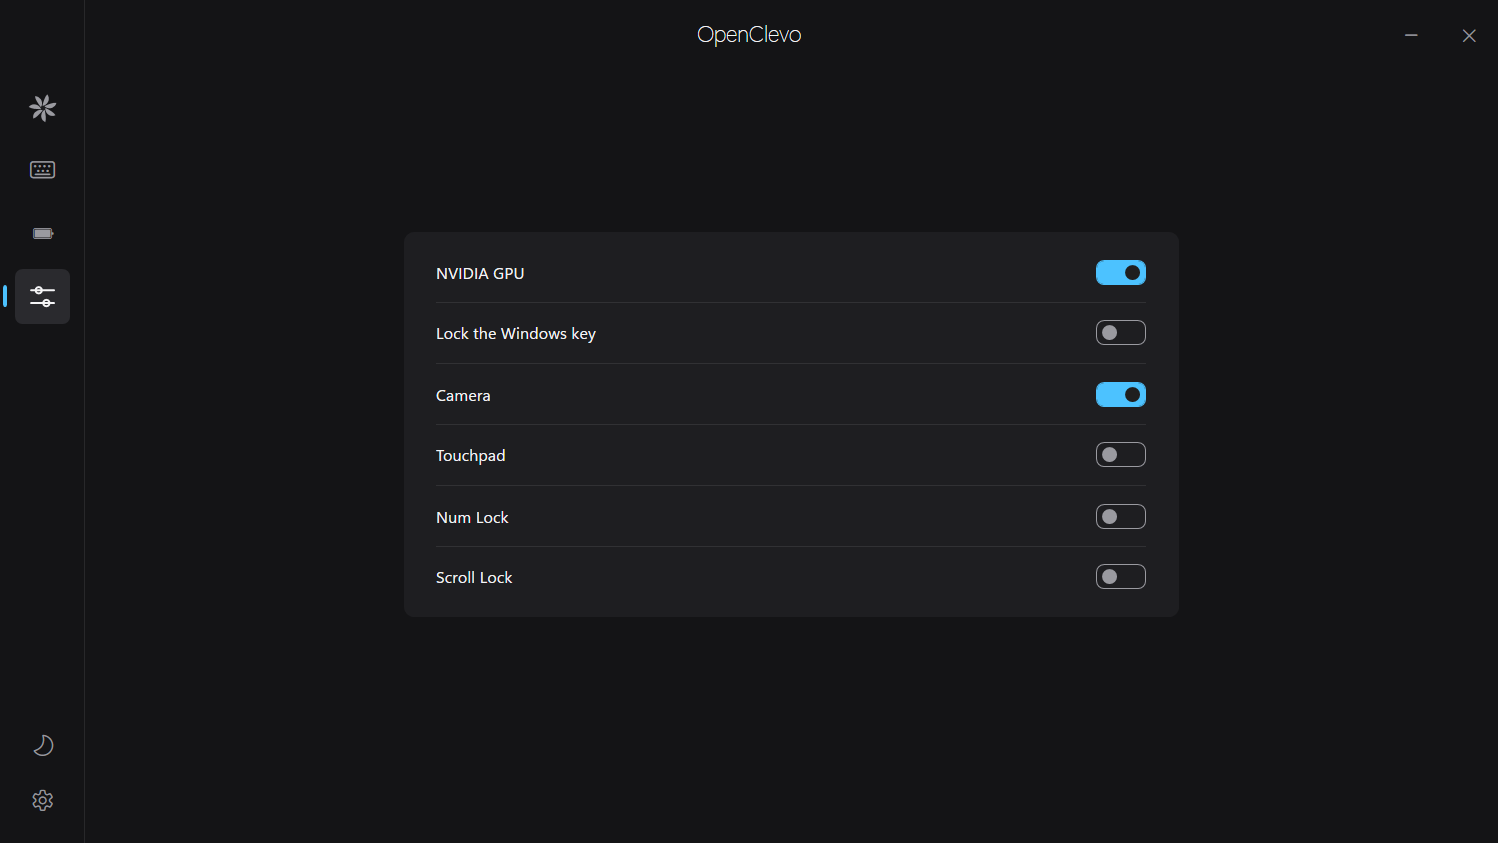 OpenClevo
NVIDIA GPU
Lock the Windows key
Camera
Touchpad
Num Lock
Scroll Lock